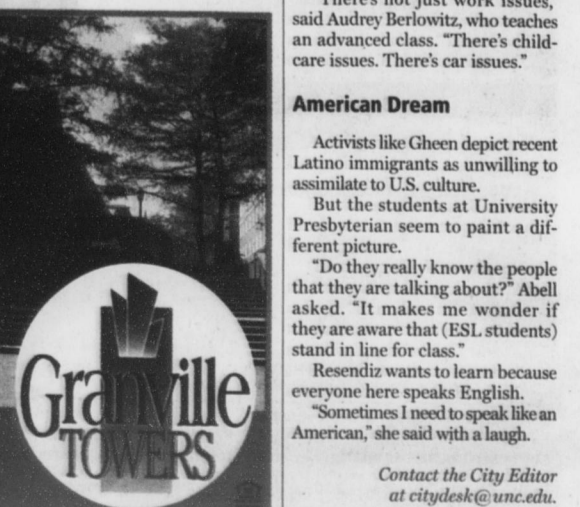 "There's not just work issues,"
said Audrey Berlowitz, who teaches
an advanced class. "There's child-
care issues. There's car issues."
American Dream
Activists like Gheen depict recent
Latino immigrants as unwilling to
assimilate to U.S. culture.
But the students at University
Presbyterian seem to paint a dif-
ferent picture.
"Do they really know the people
that they are talking about?" Abell
asked. "It makes me wonder if
they are aware that (ESL students)
stand in line for class."
Resendiz wants to learn because
everyone here speaks English.
"Sometimes I need to speak like an
American," she said with a laugh.
Contact the City Editor
at citydesk@unc.edu.
Granville
TOWERS